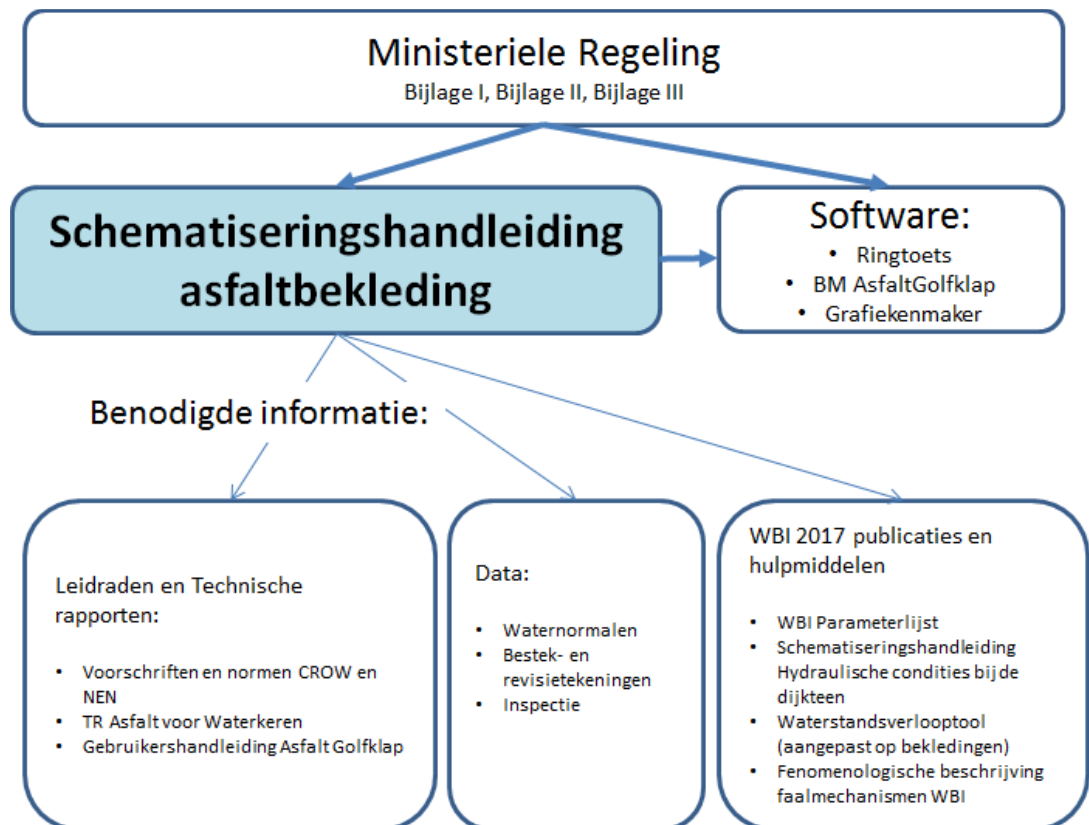 Ministeriele Regeling
Bijlage I, Bijlage II, Bijlage III
Schematiseringshandleiding
asfaltbekleding
Software:
• Ringtoets
• BM AsfaltGolfklap
• Grafiekenmaker
Benodigde informatie:
Leidraden en Technische
rapporten:
• Voorschriften en normen CROW en
NEN
• TR Asfalt voor Waterkeren
• Gebruikershandleiding Asfalt Golfklap
Data:
• Waternormalen
• Bestek- en
revisietekeningen
• Inspectie
WBI 2017 publicaties en
hulpmiddelen
• WBI Parameterlijst
• Schematiseringshandleiding
Hydraulische condities bij de
dijkteen
• Waterstandsverlooptool
(aangepast op bekledingen)
• Fenomenologische beschrijving
faalmechanismen WBI